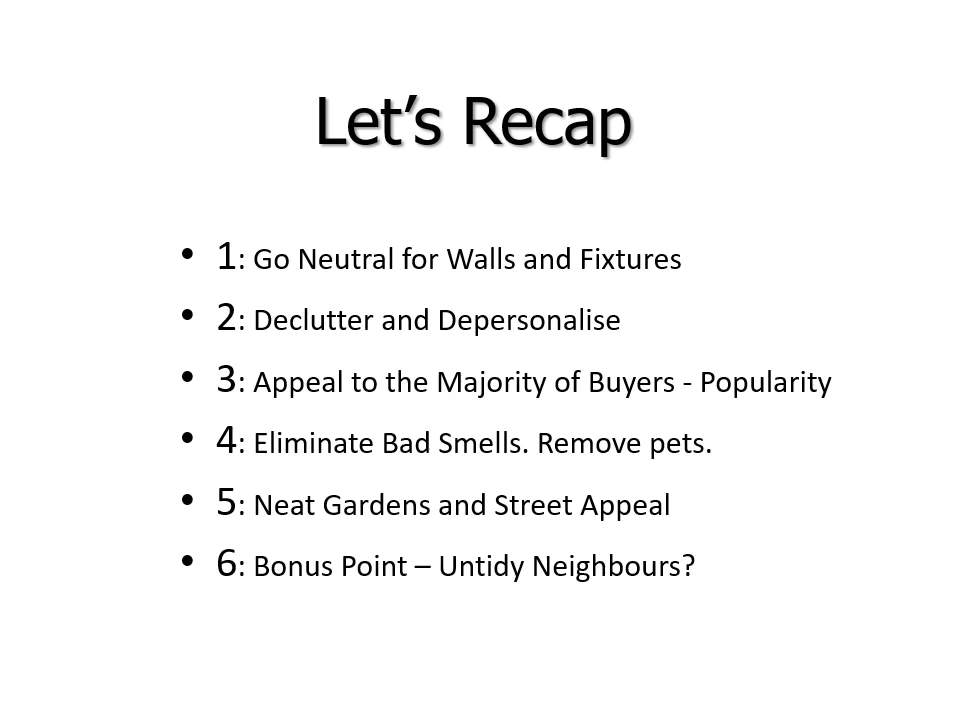 Let’s Recap
• 1: Go Neutral for Walls and Fixtures
• 2: Declutter and Depersonalise
• 3: Appeal to the Majority of Buyers - Popularity
• 4: Eliminate Bad Smells. Remove pets.
• 5: Neat Gardens and Street Appeal
• 6: Bonus Point – Untidy Neighbours?